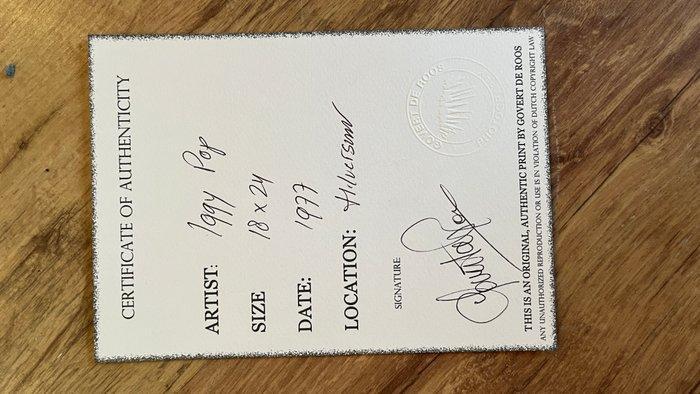 CERTIFICATE OF AUTHENTICITY
ARTIST: Iggy Pop
SIZE 18 x 24
DATE: 1977
LOCATION: Hilversum
SIGNATURE
GOVERT DE ROOS
THIS IS AN ORIGINAL, AUTHENTIC PRINT BY GOVERT DE ROOS
ANY UNAUTHORIZED REPRODUCTION OR USE IS IN VIOLATION OF DUTCH COPYRIGHT LAW